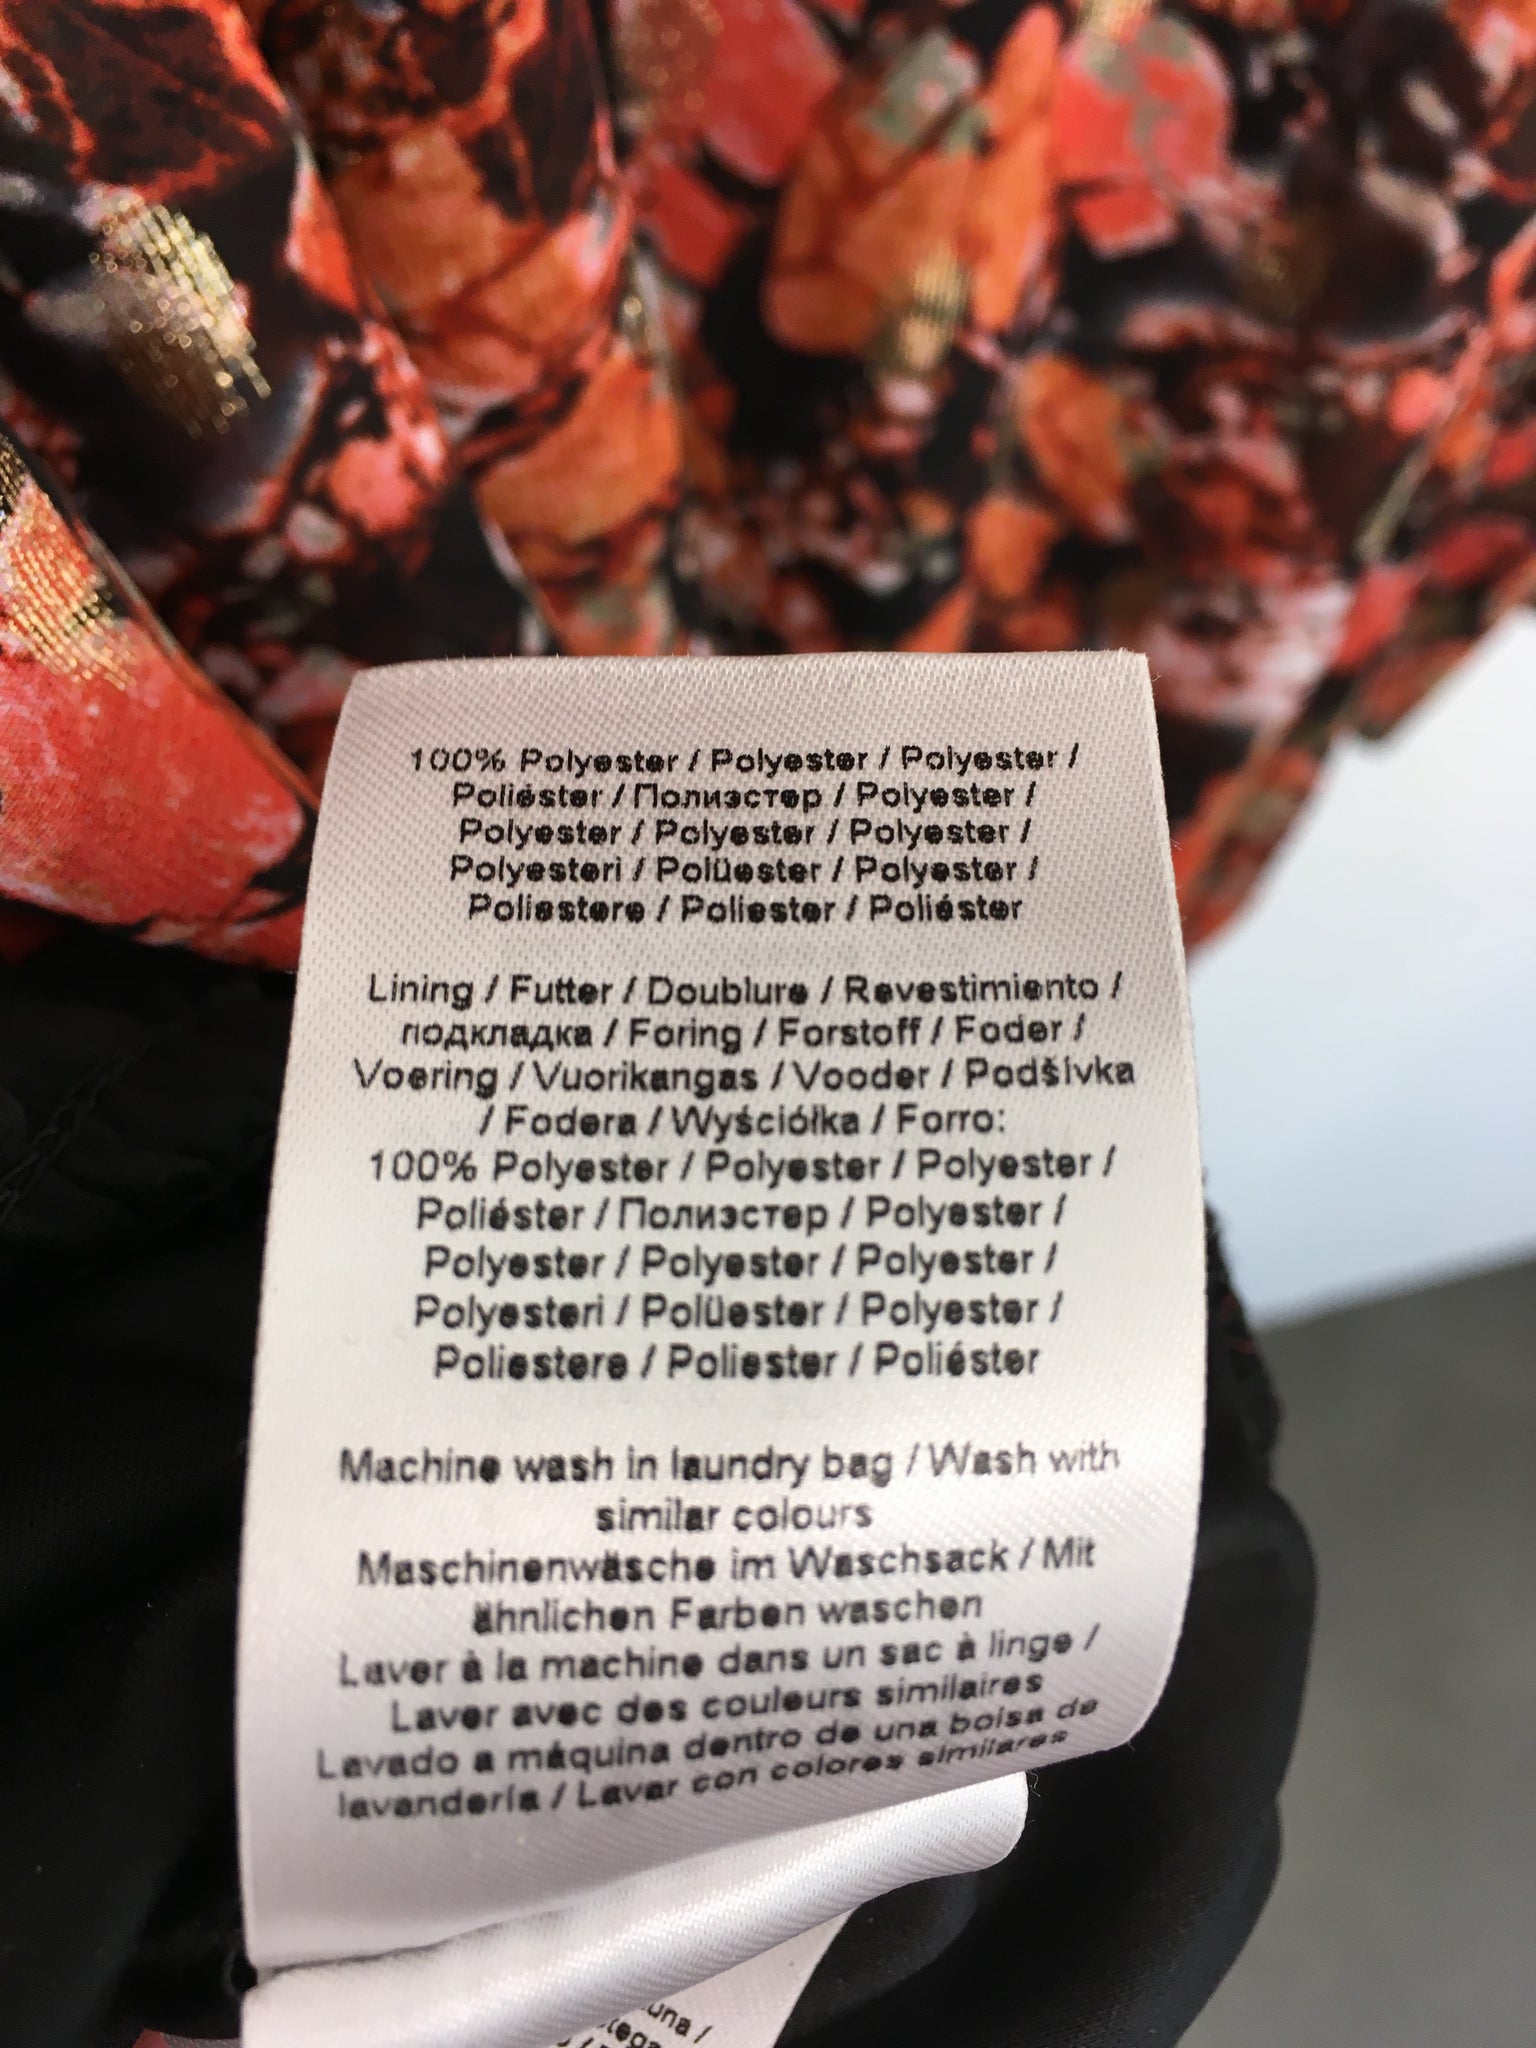 100% Polyester / Polyester / Polyester /
Poliéster / Полиэстер / Polyester /
Polyester / Polyester / Polyester /
Polyesteri / Polüester / Polyester /
Poliestere / Poliester / Poliéster
Lining / Futter / Doublure / Revestimiento /
подкладка / Foring / Forstoff / Foder /
Voering / Vuorikangas / Vooder / Podšívka
/ Fodera / Wyściółka / Forro:
100% Polyester / Polyester / Polyester /
Poliéster / Полиэстер / Polyester /
Polyester / Polyester / Polyester /
Polyesteri / Polüester / Polyester /
Poliestere / Poliester / Poliéster
Machine wash in laundry bag / Wash with
similar colours
Maschinenwäsche im Waschsack / Mit
ähnlichen Farben waschen
Laver à la machine dans un sac à linge /
Laver avec des couleurs similaires
Lavado a máquina dentro de una bolsa de
lavandería / Lavar con colores similares